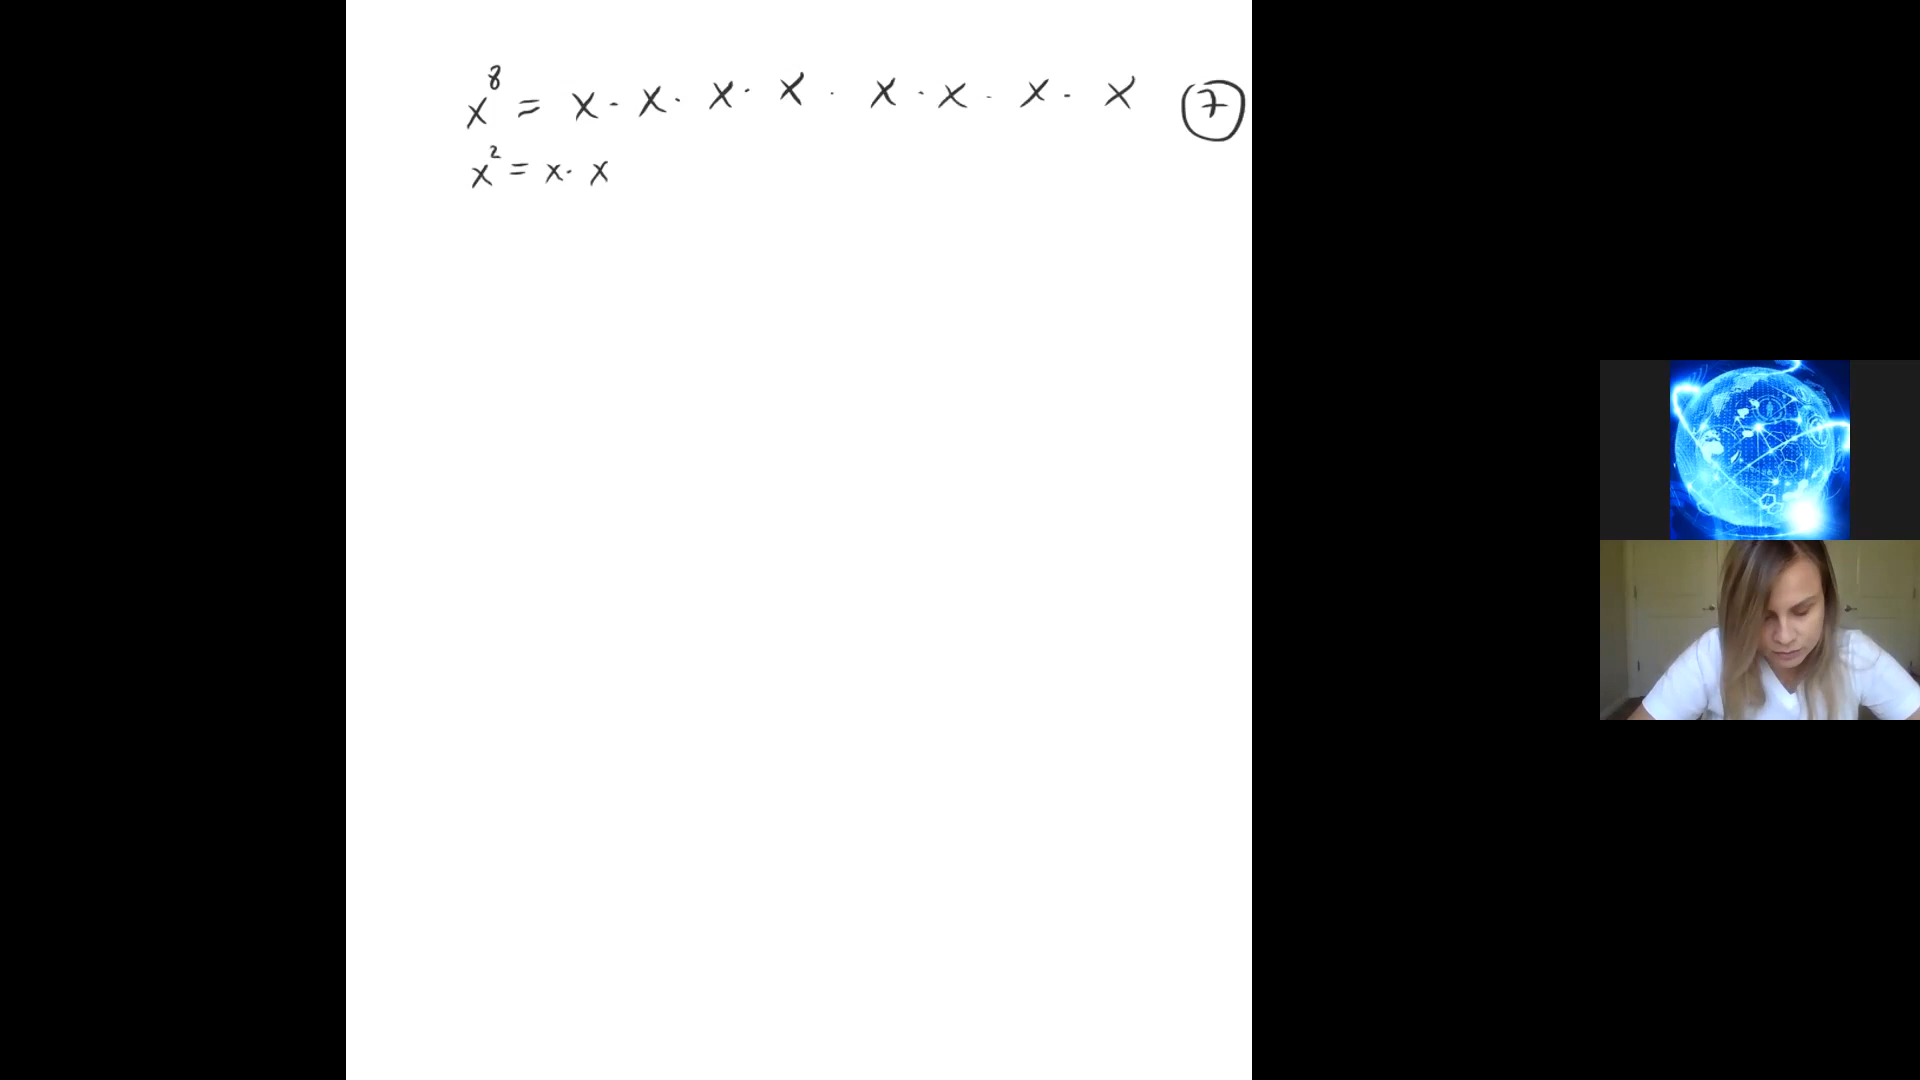 x⁸ = x · x · x · x · x · x · x · x ⑦
x² = x · x